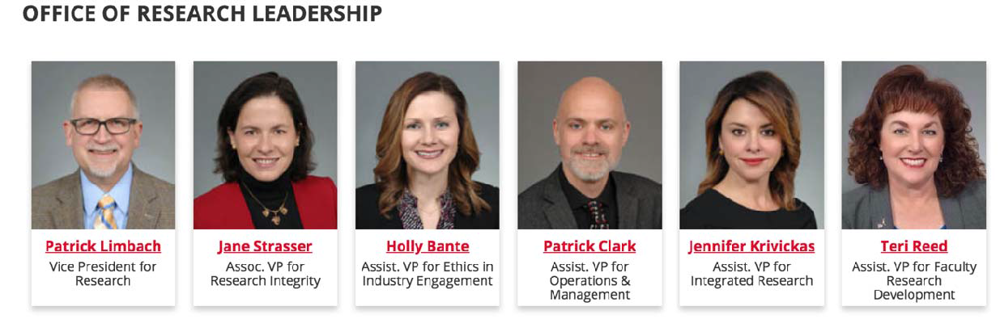 OFFICE OF RESEARCH LEADERSHIP
Patrick Limbach
Vice President for
Research
Jane Strasser
Assoc. VP for
Research Integrity
Holly Bante
Assist. VP for Ethics in
Industry Engagement
Patrick Clark
Assist. VP for
Operations &
Management
Jennifer Krivickas
Assist. VP for
Integrated Research
Teri Reed
Assist. VP for Faculty
Research
Development